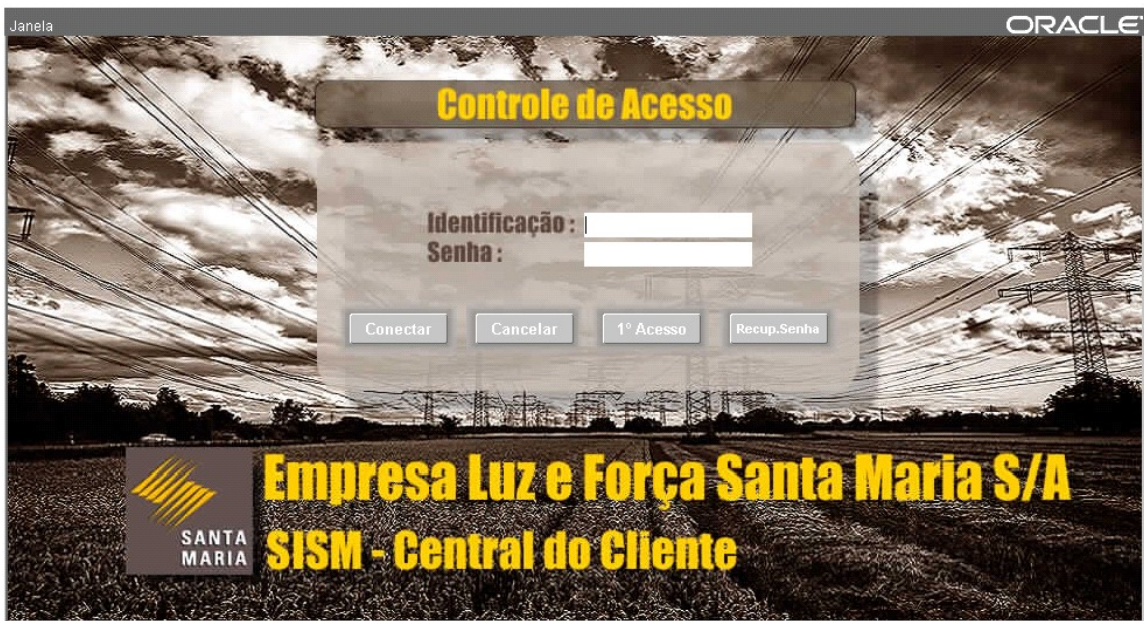 Janela
ORACLE
Controle de Acesso
Identificação :
Senha :
Conectar
Cancelar
1º Acesso
Recup.Senha
Empresa Luz e Força Santa Maria S/A
SANTA
MARIA
SISM - Central do Cliente